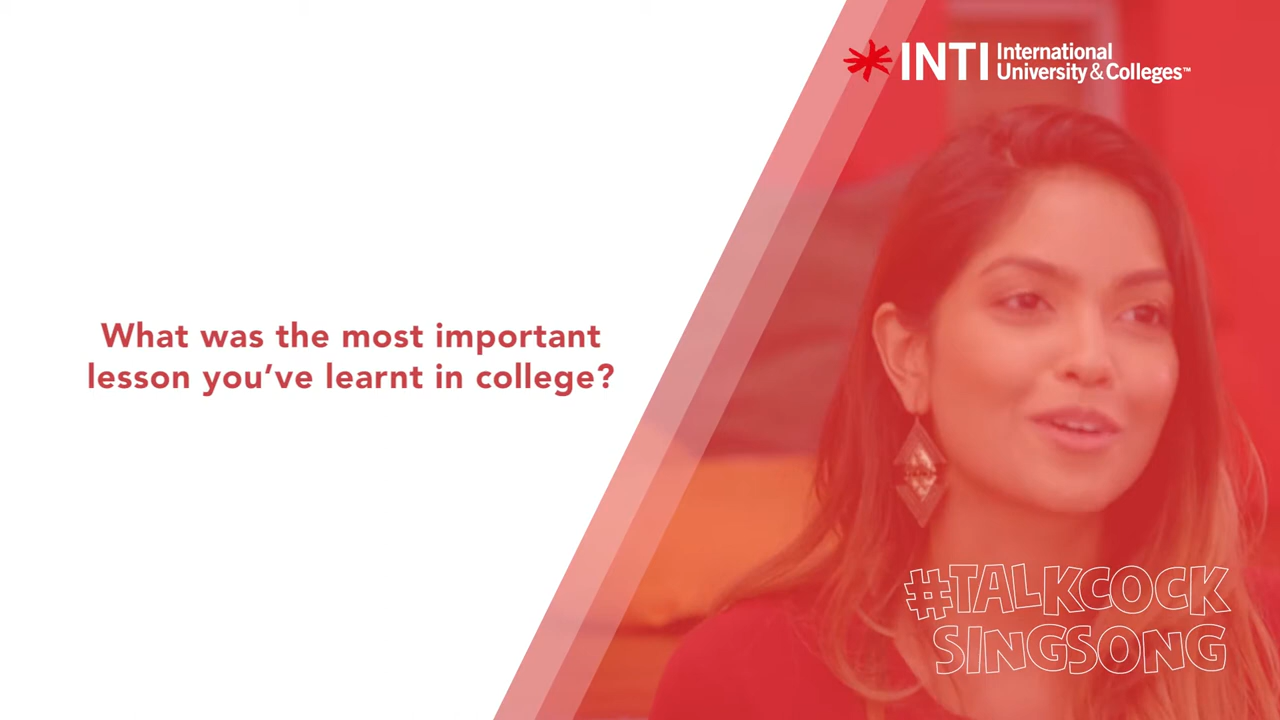 INTI International
University & Colleges™
What was the most important
lesson you've learnt in college?
#TALKCOCK
SINGSONG